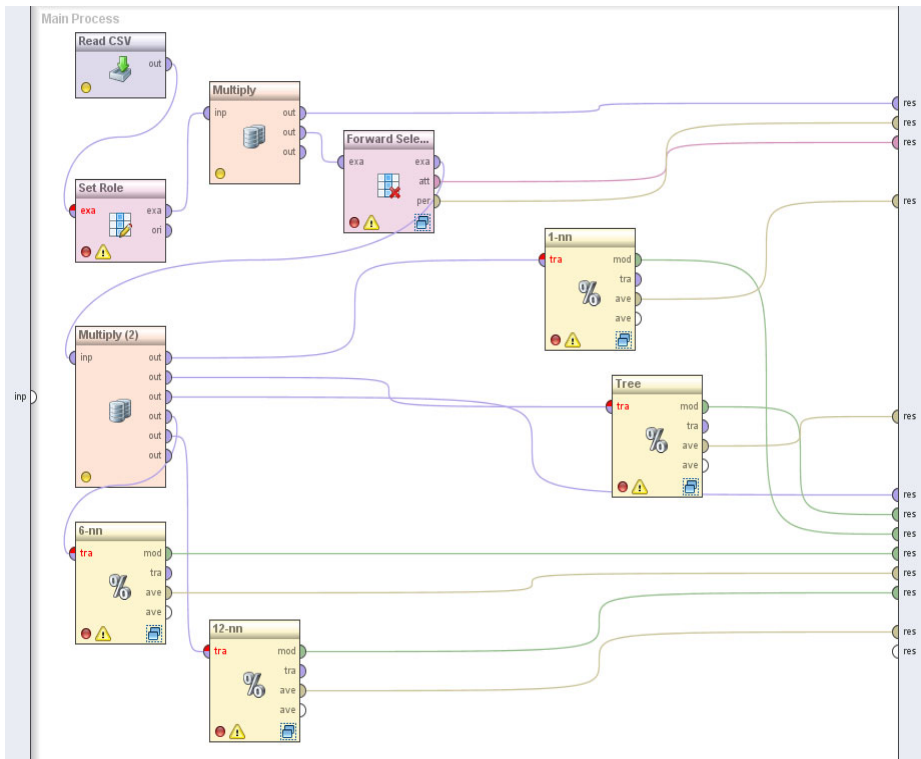 Main Process
Read CSV
out
Multiply
inp out
out
out
Forward Sele...
exa exa
att
per
Set Role
exa exa
ori
1-nn
tra mod
tra
ave
ave
Multiply (2)
inp out
out
out
out
out
out
inp
Tree
tra mod
tra
ave
ave
6-nn
tra mod
tra
ave
ave
12-nn
tra mod
tra
ave
ave
res
res
res
res
res
res
res
res
res
res
res
res
res